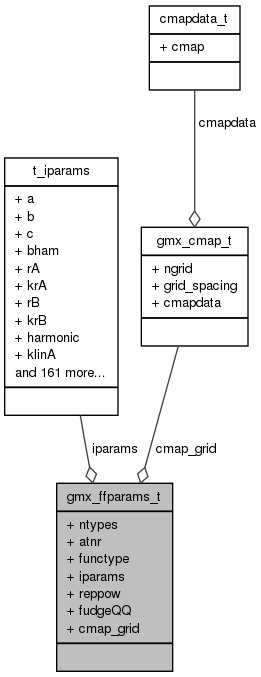 cmapdata_t
+ cmap
cmapdata
t_iparams
+ a
+ b
+ c
+ bham
+ rA
+ krA
+ rB
+ krB
+ harmonic
+ klinA
and 161 more...
gmx_cmap_t
+ ngrid
+ grid_spacing
+ cmapdata
iparams
cmap_grid
gmx_ffparams_t
+ ntypes
+ atnr
+ functype
+ iparams
+ reppow
+ fudgeQQ
+ cmap_grid